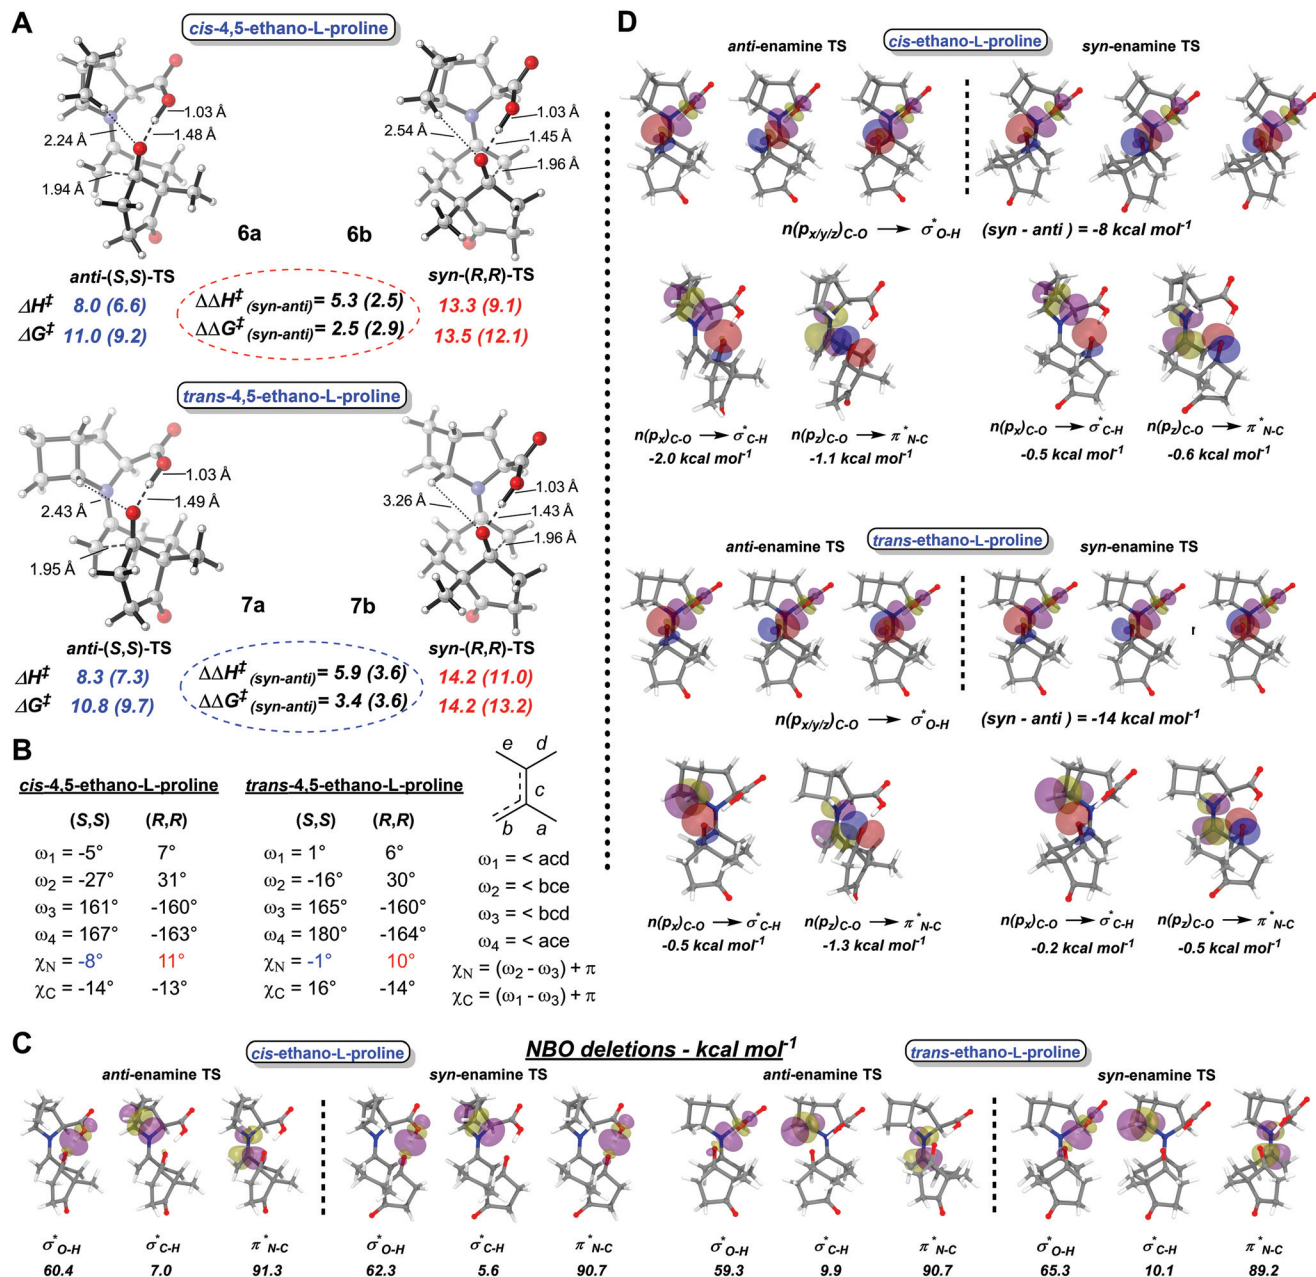 A
cis-4,5-ethano-L-proline
1.03 Å
1.48 Å
2.24 Å
1.94 Å
1.03 Å
1.45 Å
2.54 Å
1.96 Å
6a 6b
anti-(S,S)-TS
syn-(R,R)-TS
ΔH‡ 8.0 (6.6) ΔΔH‡(syn-anti)= 5.3 (2.5) 13.3 (9.1)
ΔG‡ 11.0 (9.2) ΔΔG‡(syn-anti)= 2.5 (2.9) 13.5 (12.1)
trans-4,5-ethano-L-proline
1.03 Å
1.49 Å
2.43 Å
1.95 Å
3.26 Å
1.03 Å
1.43 Å
1.96 Å
7a 7b
anti-(S,S)-TS
syn-(R,R)-TS
ΔH‡ 8.3 (7.3) ΔΔH‡(syn-anti)= 5.9 (3.6) 14.2 (11.0)
ΔG‡ 10.8 (9.7) ΔΔG‡(syn-anti)= 3.4 (3.6) 14.2 (13.2)
B
cis-4,5-ethano-L-proline trans-4,5-ethano-L-proline
(S,S) (R,R) (S,S) (R,R)
ω1 = -5° 7° ω1 = 1° 6°
ω2 = -27° 31° ω2 = -16° 30°
ω3 = 161° -160° ω3 = 165° -160°
ω4 = 167° -163° ω4 = 180° -164°
χN = -8° 11° χN = -1° 10°
χC = -14° -13° χC = 16° -14°
e d
c
b a
ω1 = < acd
ω2 = < bce
ω3 = < bcd
ω4 = < ace
χN = (ω2 - ω3) + π
χC = (ω1 - ω3) + π
C
NBO deletions - kcal mol-1
cis-ethano-L-proline
trans-ethano-L-proline
anti-enamine TS syn-enamine TS anti-enamine TS syn-enamine TS
σ*O-H σ*C-H π*N-C σ*O-H σ*C-H π*N-C σ*O-H σ*C-H π*N-C σ*O-H σ*C-H π*N-C
60.4 7.0 91.3 62.3 5.6 90.7 59.3 9.9 90.7 65.3 10.1 89.2
D
anti-enamine TS cis-ethano-L-proline syn-enamine TS
n(px/y/z)C-O → σ*O-H (syn - anti ) = -8 kcal mol-1
n(px)C-O → σ*C-H n(pz)C-O → π*N-C n(px)C-O → σ*C-H n(pz)C-O → π*N-C
-2.0 kcal mol-1 -1.1 kcal mol-1 -0.5 kcal mol-1 -0.6 kcal mol-1
anti-enamine TS trans-ethano-L-proline syn-enamine TS
n(px/y/z)C-O → σ*O-H (syn - anti ) = -14 kcal mol-1
n(px)C-O → σ*C-H n(pz)C-O → π*N-C n(px)C-O → σ*C-H n(pz)C-O → π*N-C
-0.5 kcal mol-1 -1.3 kcal mol-1 -0.2 kcal mol-1 -0.5 kcal mol-1